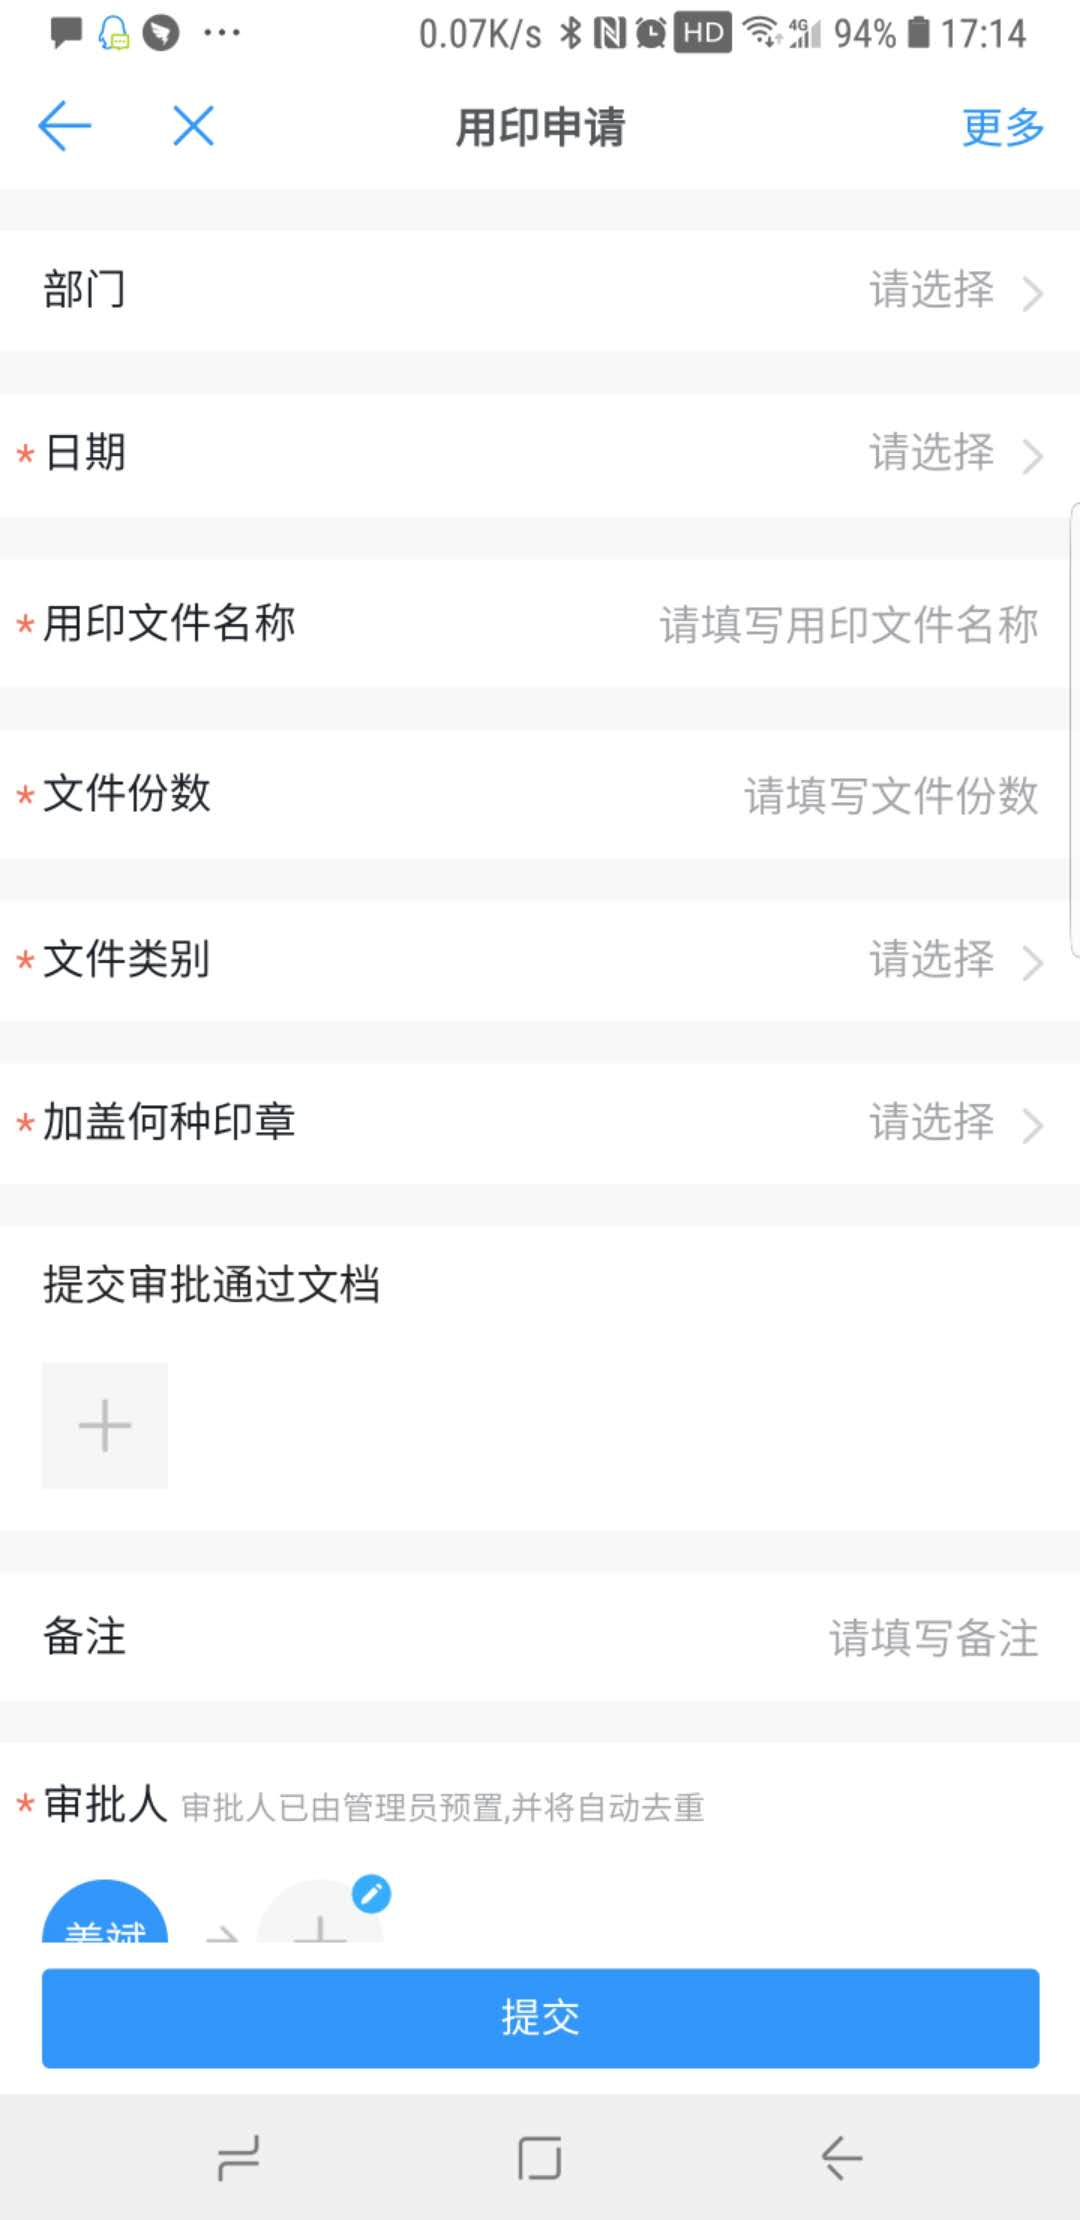 0.07K/s HD 4G 94% 17:14
用印申请 更多
部门 请选择
*日期 请选择
*用印文件名称 请填写用印文件名称
*文件份数 请填写文件份数
*文件类别 请选择
*加盖何种印章 请选择
提交审批通过文档
备注 请填写备注
*审批人 审批人已由管理员预置,并将自动去重
提交